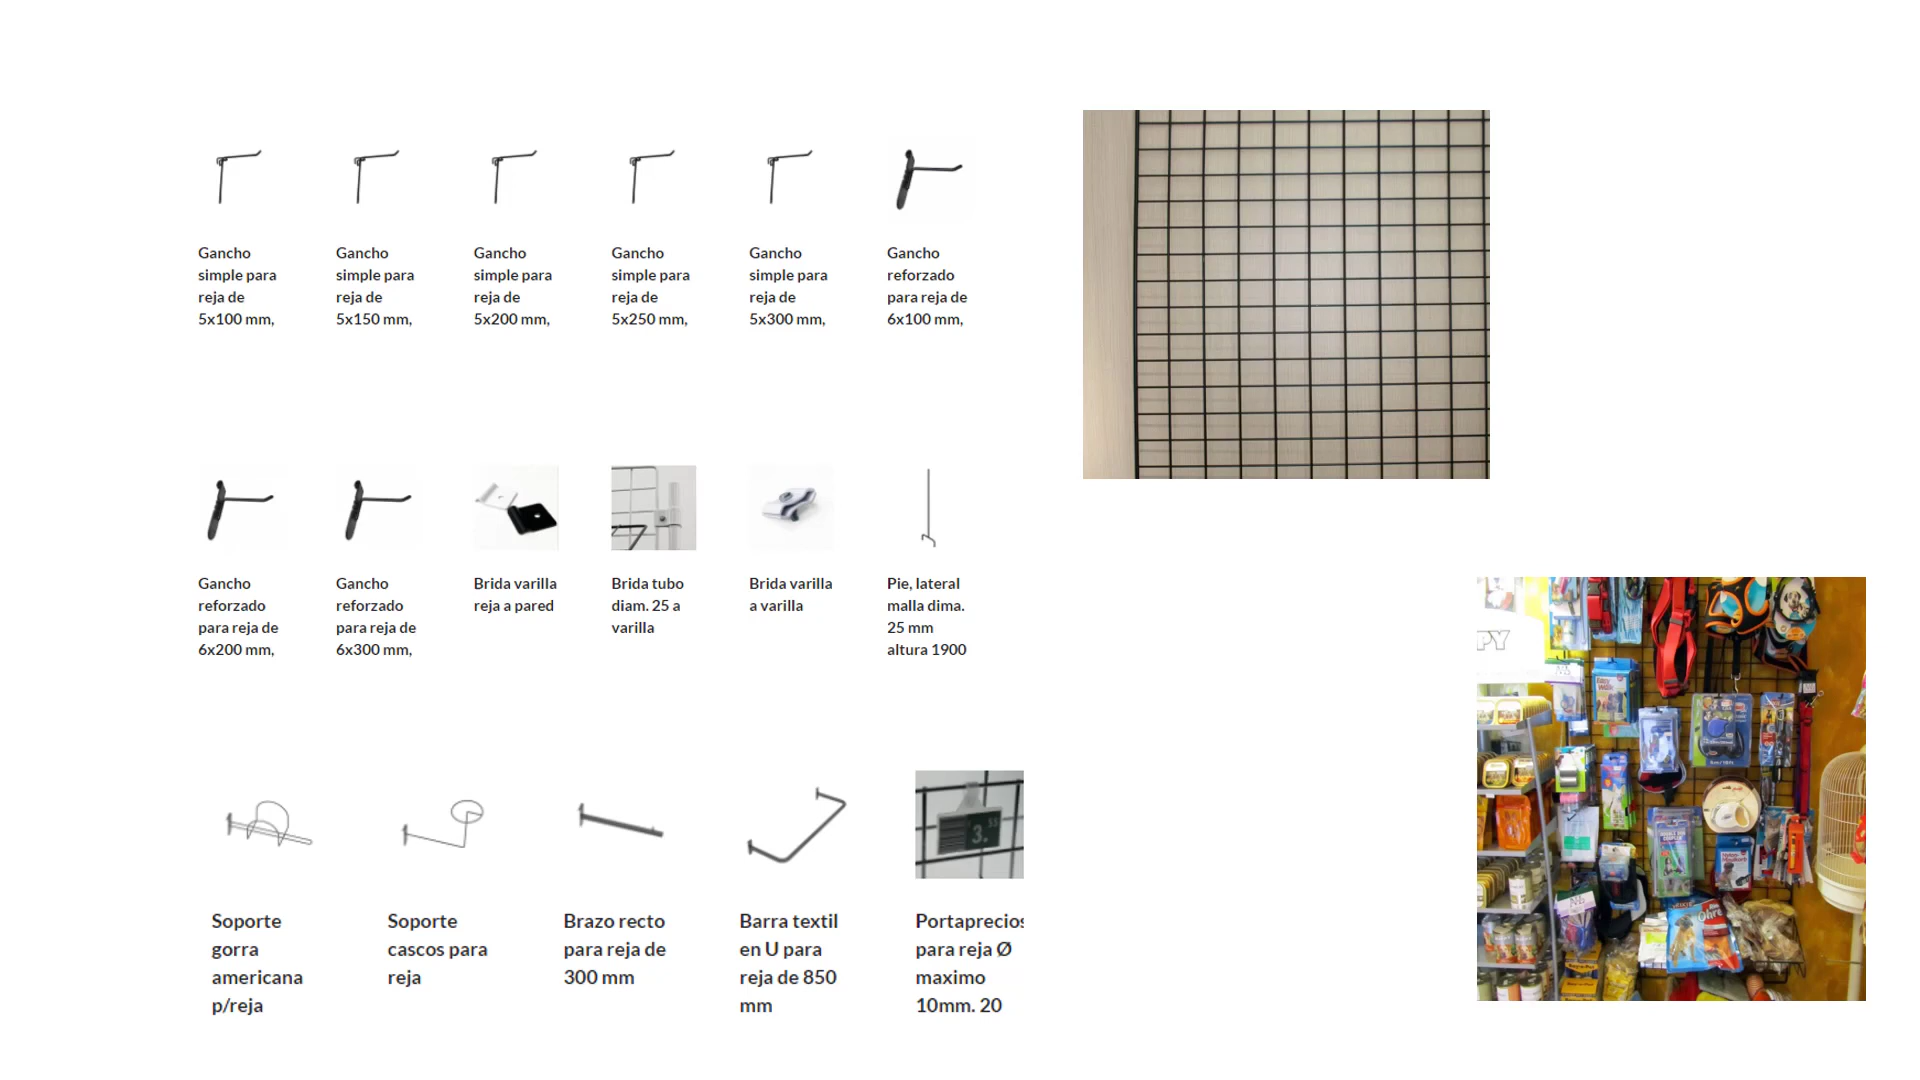 Gancho
simple para
reja de
5x100 mm,
Gancho
simple para
reja de
5x150 mm,
Gancho
simple para
reja de
5x200 mm,
Gancho
simple para
reja de
5x250 mm,
Gancho
simple para
reja de
5x300 mm,
Gancho
reforzado
para reja de
6x100 mm,
Gancho
reforzado
para reja de
6x200 mm,
Gancho
reforzado
para reja de
6x300 mm,
Brida varilla
reja a pared
Brida tubo
diam. 25 a
varilla
Brida varilla
a varilla
Pie, lateral
malla dima.
25 mm
altura 1900
Soporte
gorra
americana
p/reja
Soporte
cascos para
reja
Brazo recto
para reja de
300 mm
Barra textil
en U para
reja de 850
mm
3.
Portaprecios
para reja Ø
maximo
10mm. 20
PY